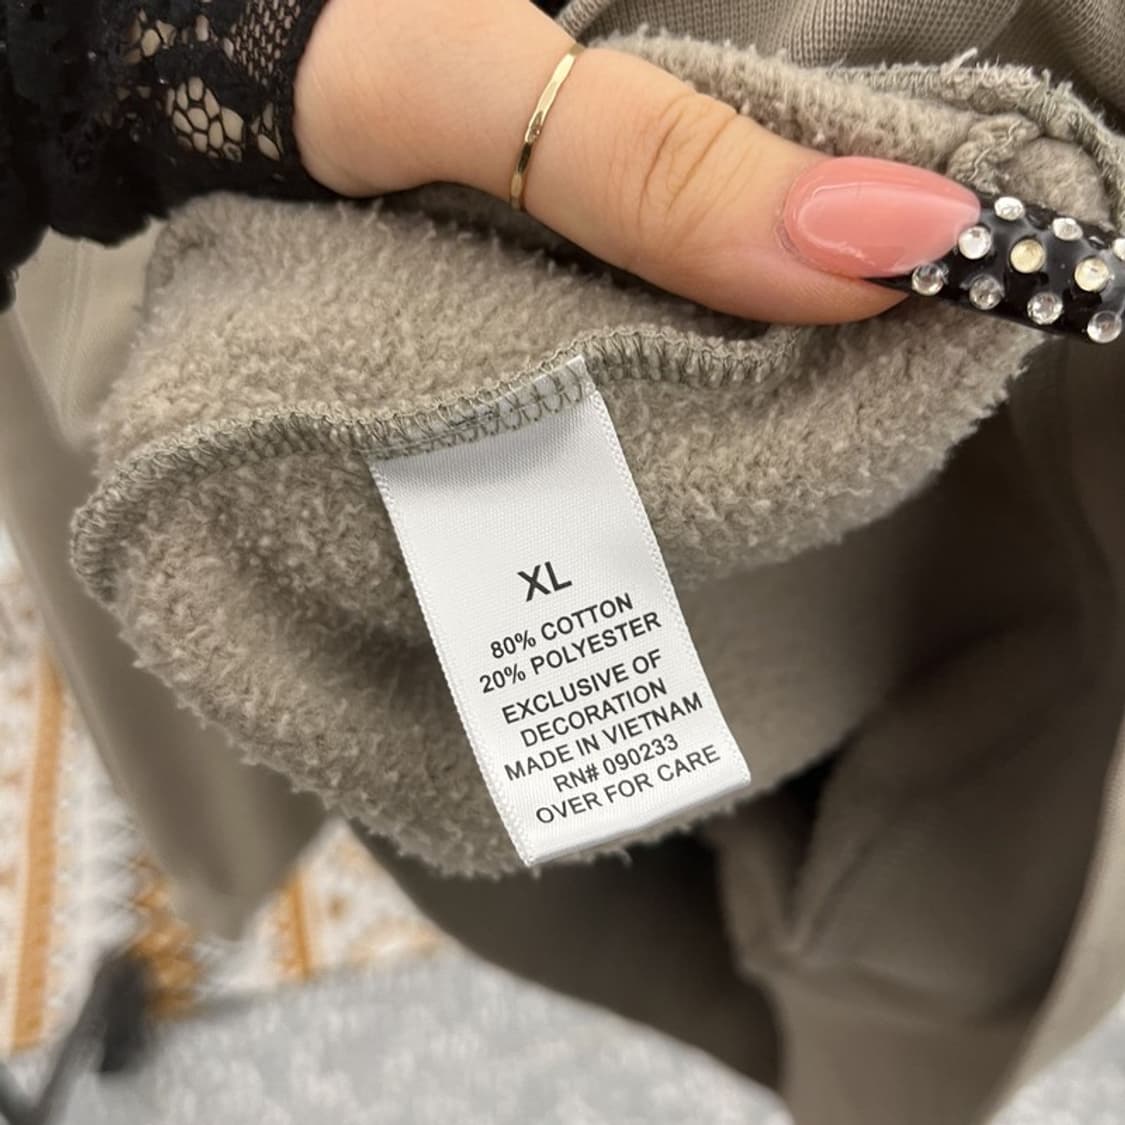 XL
80% COTTON
20% POLYESTER
EXCLUSIVE OF
DECORATION
MADE IN VIETNAM
RN# 090233
OVER FOR CARE